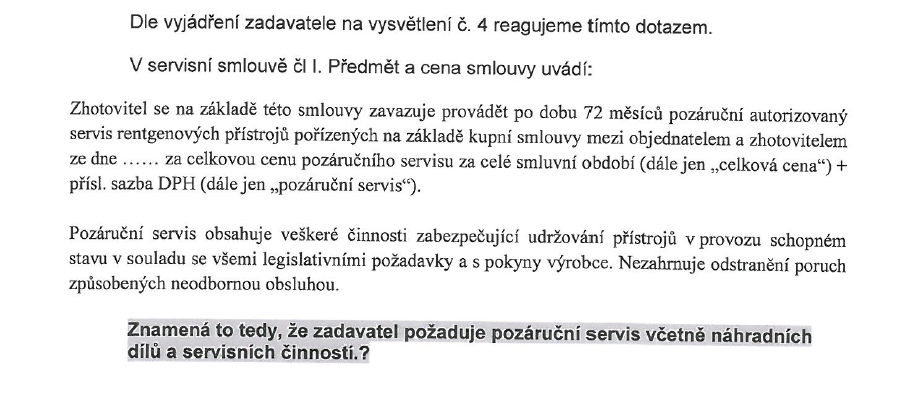 Dle vyjádření zadavatele na vysvětlení č. 4 reagujeme tímto dotazem.
V servisní smlouvě čl I. Předmět a cena smlouvy uvádí:
Zhotovitel se na základě této smlouvy zavazuje provádět po dobu 72 měsíců pozáruční autorizovaný
servis rentgenových přístrojů pořízených na základě kupní smlouvy mezi objednatelem a zhotovitelem
ze dne …… za celkovou cenu pozáručního servisu za celé smluvní období (dále jen „celková cena“) +
přísl. sazba DPH (dále jen „pozáruční servis“).
Pozáruční servis obsahuje veškeré činnosti zabezpečující udržování přístrojů v provozu schopném
stavu v souladu se všemi legislativními požadavky a s pokyny výrobce. Nezahrnuje odstranění poruch
způsobených neodbornou obsluhou.
Znamená to tedy, že zadavatel požaduje pozáruční servis včetně náhradních
dílů a servisních činností.?